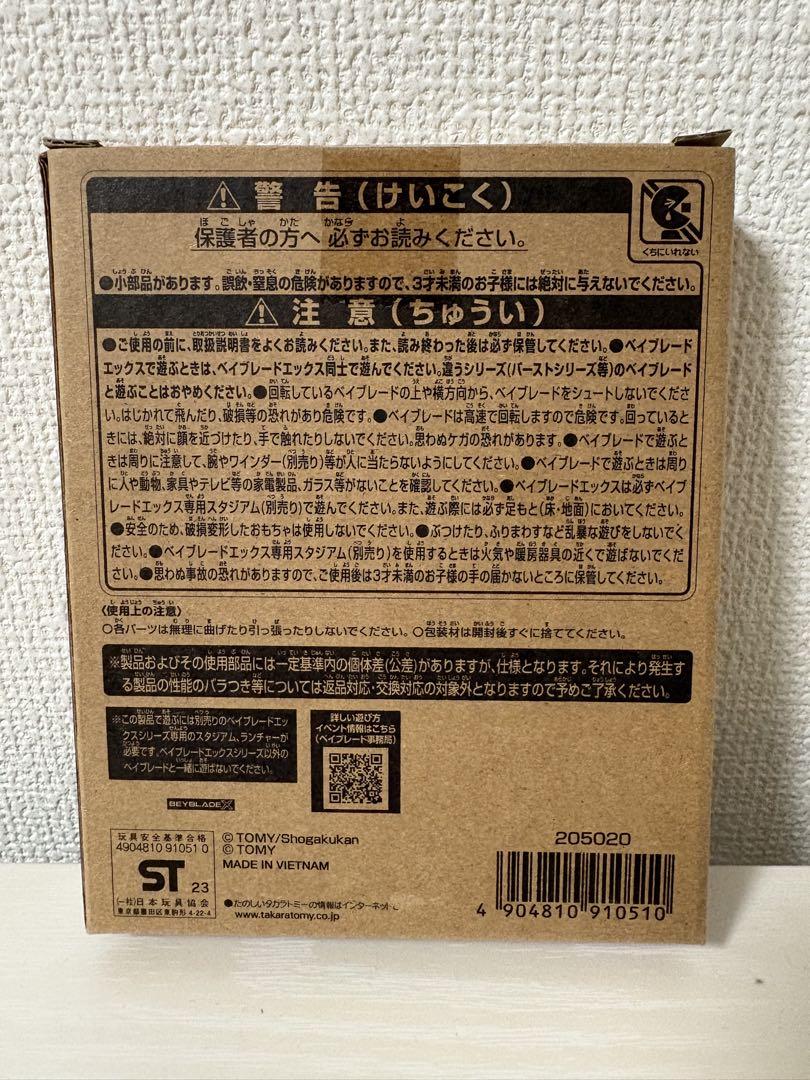 ⚠ 警告(けいこく)
保護者の方へ 必ずお読みください。
くちにいれない
●小部品があります。誤飲・窒息の危険がありますので、3才未満のお子様には絶対に与えないでください。
⚠ 注意(ちゅうい)
●ご使用の前に、取扱説明書をよくお読みください。また、読み終わった後は必ず保管してください。●ベイブレード
エックスで遊ぶときは、ベイブレードエックス同士で遊んでください。違うシリーズ(バーストシリーズ等)のベイブレード
と遊ぶことはおやめください。●回転しているベイブレードの上や横方向から、ベイブレードをシュートしないでくださ
い。はじかれて飛んだり、破損等の恐れがあり危険です。●ベイブレードは高速で回転しますので危険です。回っていると
きには、絶対に顔を近づけたり、手で触れたりしないでください。思わぬケガの恐れがあります。●ベイブレードで遊ぶと
きは周りに注意して、腕やワインダー(別売り)等が人に当たらないようにしてください。●ベイブレードで遊ぶときは周り
に人や動物、家具やテレビ等の家電製品、ガラス等がないことを確認してください。●ベイブレードエックスは必ずベイブ
レードエックス専用スタジアム(別売り)で遊んでください。また、遊ぶ際には必ず足もと(床・地面)においてください。
●安全のため、破損変形したおもちゃは使用しないでください。●ぶつけたり、ふりまわすなど乱暴な遊びをしないでく
ださい。●ベイブレードエックス専用スタジアム(別売り)を使用するときは火気や暖房器具の近くで遊ばないでくだ
さい。●思わぬ事故の恐れがありますので、ご使用後は3才未満のお子様の手の届かないところに保管してください。
〈使用上の注意〉
○各パーツは無理に曲げたり引っ張ったりしないでください。○包装材は開封後すぐに捨ててください。
※製品およびその使用部品には一定基準内の個体差(公差)がありますが、仕様となります。それにより発生す
る製品の性能のバラつき等については返品対応・交換対応の対象外となりますので予めご了承ください。
※この製品で遊ぶには別売りのベイブレードエッ
クスシリーズ専用のスタジアム、ランチャーが
必要です。ベイブレードエックスシリーズ以外の
ベイブレードと一緒に遊ばないでください。
詳しい遊び方
イベント情報はこちら
(ベイブレード事務局)
BEYBLADE X
玩具安全基準合格
4904810 91051 0
ST 23
(一社)日本玩具協会
東京都墨田区東駒形 4-22-4
© TOMY/Shogakukan
© TOMY
MADE IN VIETNAM
●たのしいタカラトミーの情報はインターネットで
www.takaratomy.co.jp
205020
4 904810 910510